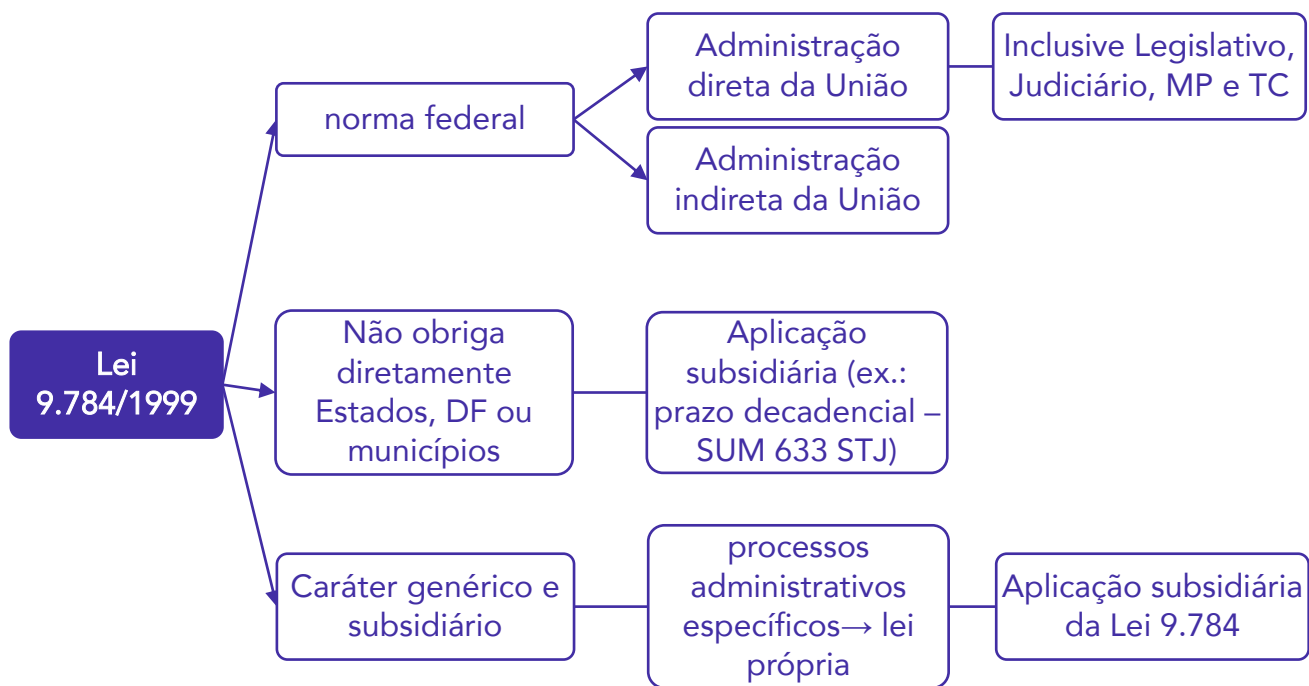 Lei
9.784/1999
norma federal
Administração
direta da União
Inclusive Legislativo,
Judiciário, MP e TC
Administração
indireta da União
Não obriga
diretamente
Estados, DF ou
municípios
Aplicação
subsidiária (ex.:
prazo decadencial –
SUM 633 STJ)
Caráter genérico e
subsidiário
processos
administrativos
específicos→ lei
própria
Aplicação subsidiária
da Lei 9.784